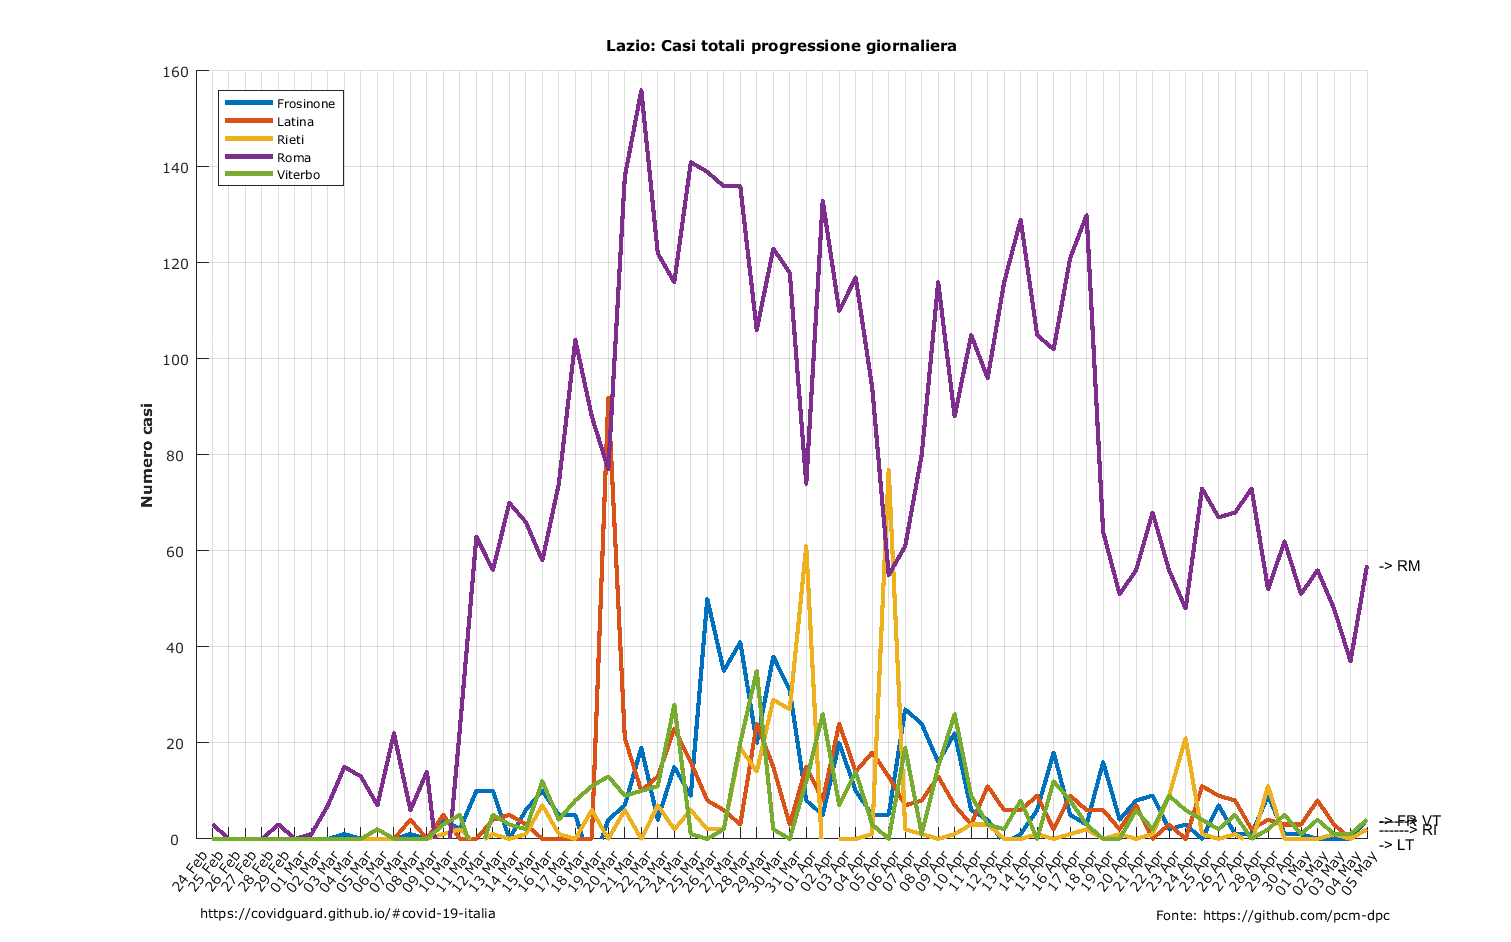 Lazio: Casi totali progressione giornaliera
160
140
120
100
80
60
40
20
0
Numero casi
Frosinone
Latina
Rieti
Roma
Viterbo
-> RM
-> FR VT
------> RI
-> LT
24 Feb
25 Feb
26 Feb
27 Feb
28 Feb
29 Feb
01 Mar
02 Mar
03 Mar
04 Mar
05 Mar
06 Mar
07 Mar
08 Mar
09 Mar
10 Mar
11 Mar
12 Mar
13 Mar
14 Mar
15 Mar
16 Mar
17 Mar
18 Mar
19 Mar
20 Mar
21 Mar
22 Mar
23 Mar
24 Mar
25 Mar
26 Mar
27 Mar
28 Mar
29 Mar
30 Mar
31 Mar
01 Apr
02 Apr
03 Apr
04 Apr
05 Apr
06 Apr
07 Apr
08 Apr
09 Apr
10 Apr
11 Apr
12 Apr
13 Apr
14 Apr
15 Apr
16 Apr
17 Apr
18 Apr
19 Apr
20 Apr
21 Apr
22 Apr
23 Apr
24 Apr
25 Apr
26 Apr
27 Apr
28 Apr
29 Apr
30 Apr
01 May
02 May
03 May
04 May
05 May
https://covidguard.github.io/#covid-19-italia
Fonte: https://github.com/pcm-dpc